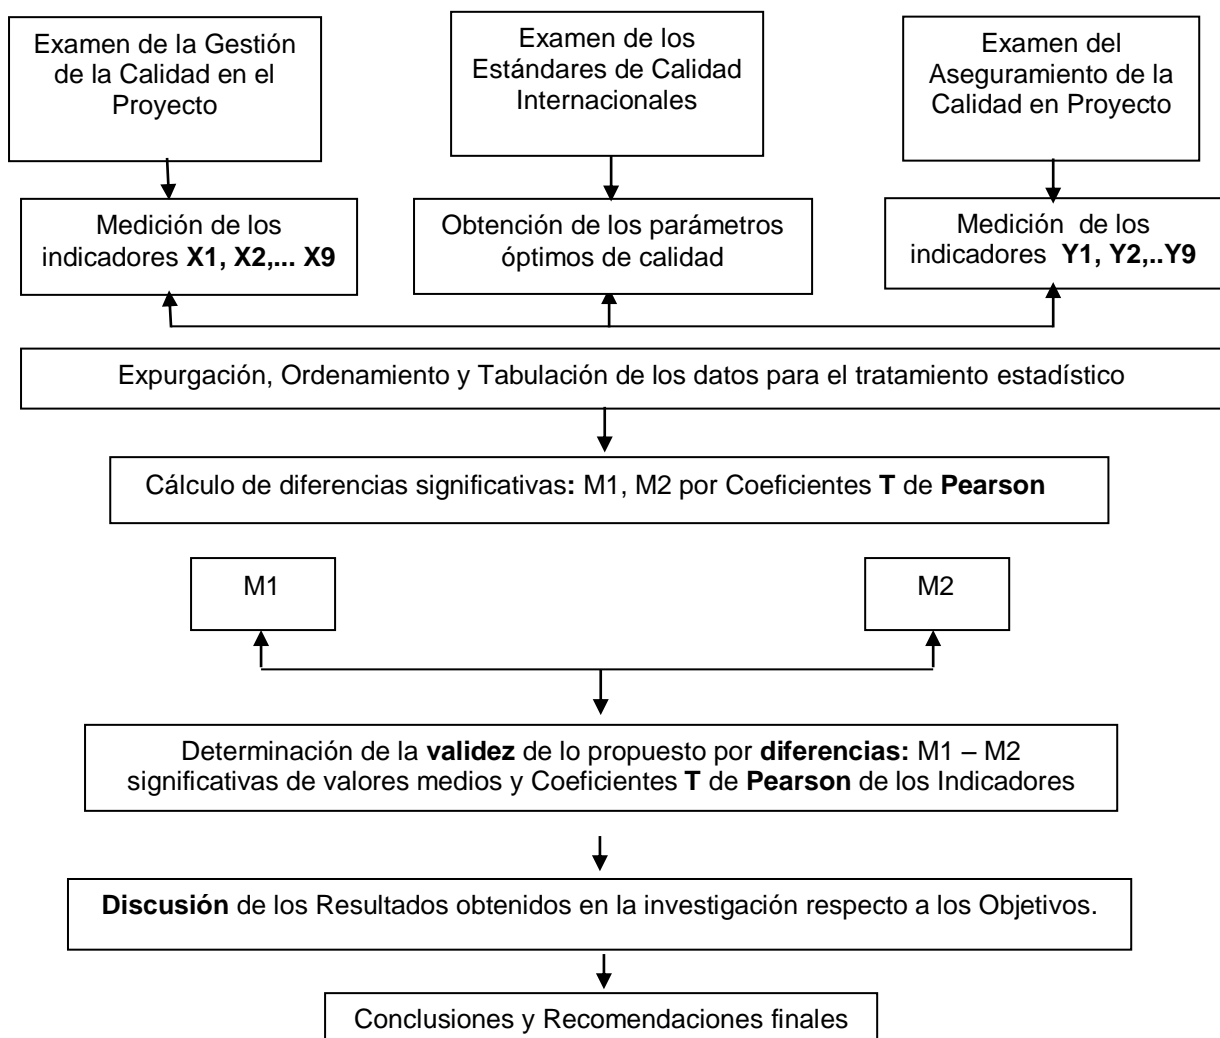 Examen de la Gestión
de la Calidad en el
Proyecto
Examen de los
Estándares de Calidad
Internacionales
Examen del
Aseguramiento de la
Calidad en Proyecto
Medición de los
indicadores X1, X2,... X9
Obtención de los parámetros
óptimos de calidad
Medición de los
indicadores Y1, Y2,..Y9
Expurgación, Ordenamiento y Tabulación de los datos para el tratamiento estadístico
Cálculo de diferencias significativas: M1, M2 por Coeficientes T de Pearson
M1
M2
Determinación de la validez de lo propuesto por diferencias: M1 – M2
significativas de valores medios y Coeficientes T de Pearson de los Indicadores
Discusión de los Resultados obtenidos en la investigación respecto a los Objetivos.
Conclusiones y Recomendaciones finales